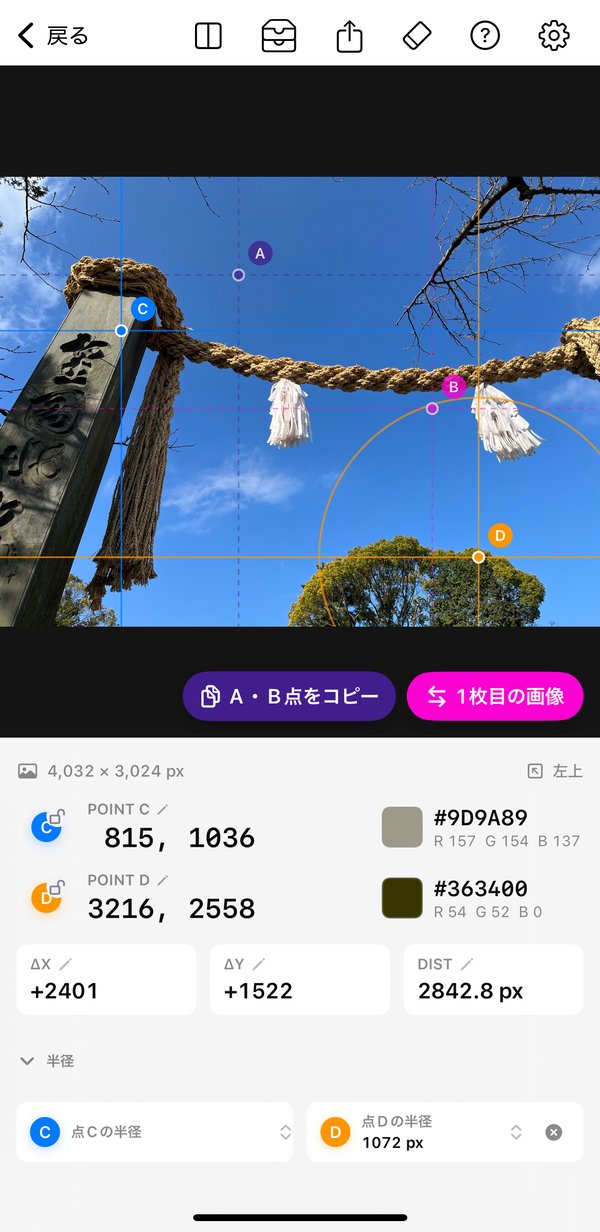 戻る
A
C
B
D
A・B点をコピー
1枚目の画像
4,032 × 3,024 px
左上
C
POINT C
815, 1036
#9D9A89
R 157 G 154 B 137
D
POINT D
3216, 2558
#363400
R 54 G 52 B 0
ΔX
+2401
ΔY
+1522
DIST
2842.8 px
半径
C
点Cの半径
D
点Dの半径
1072 px